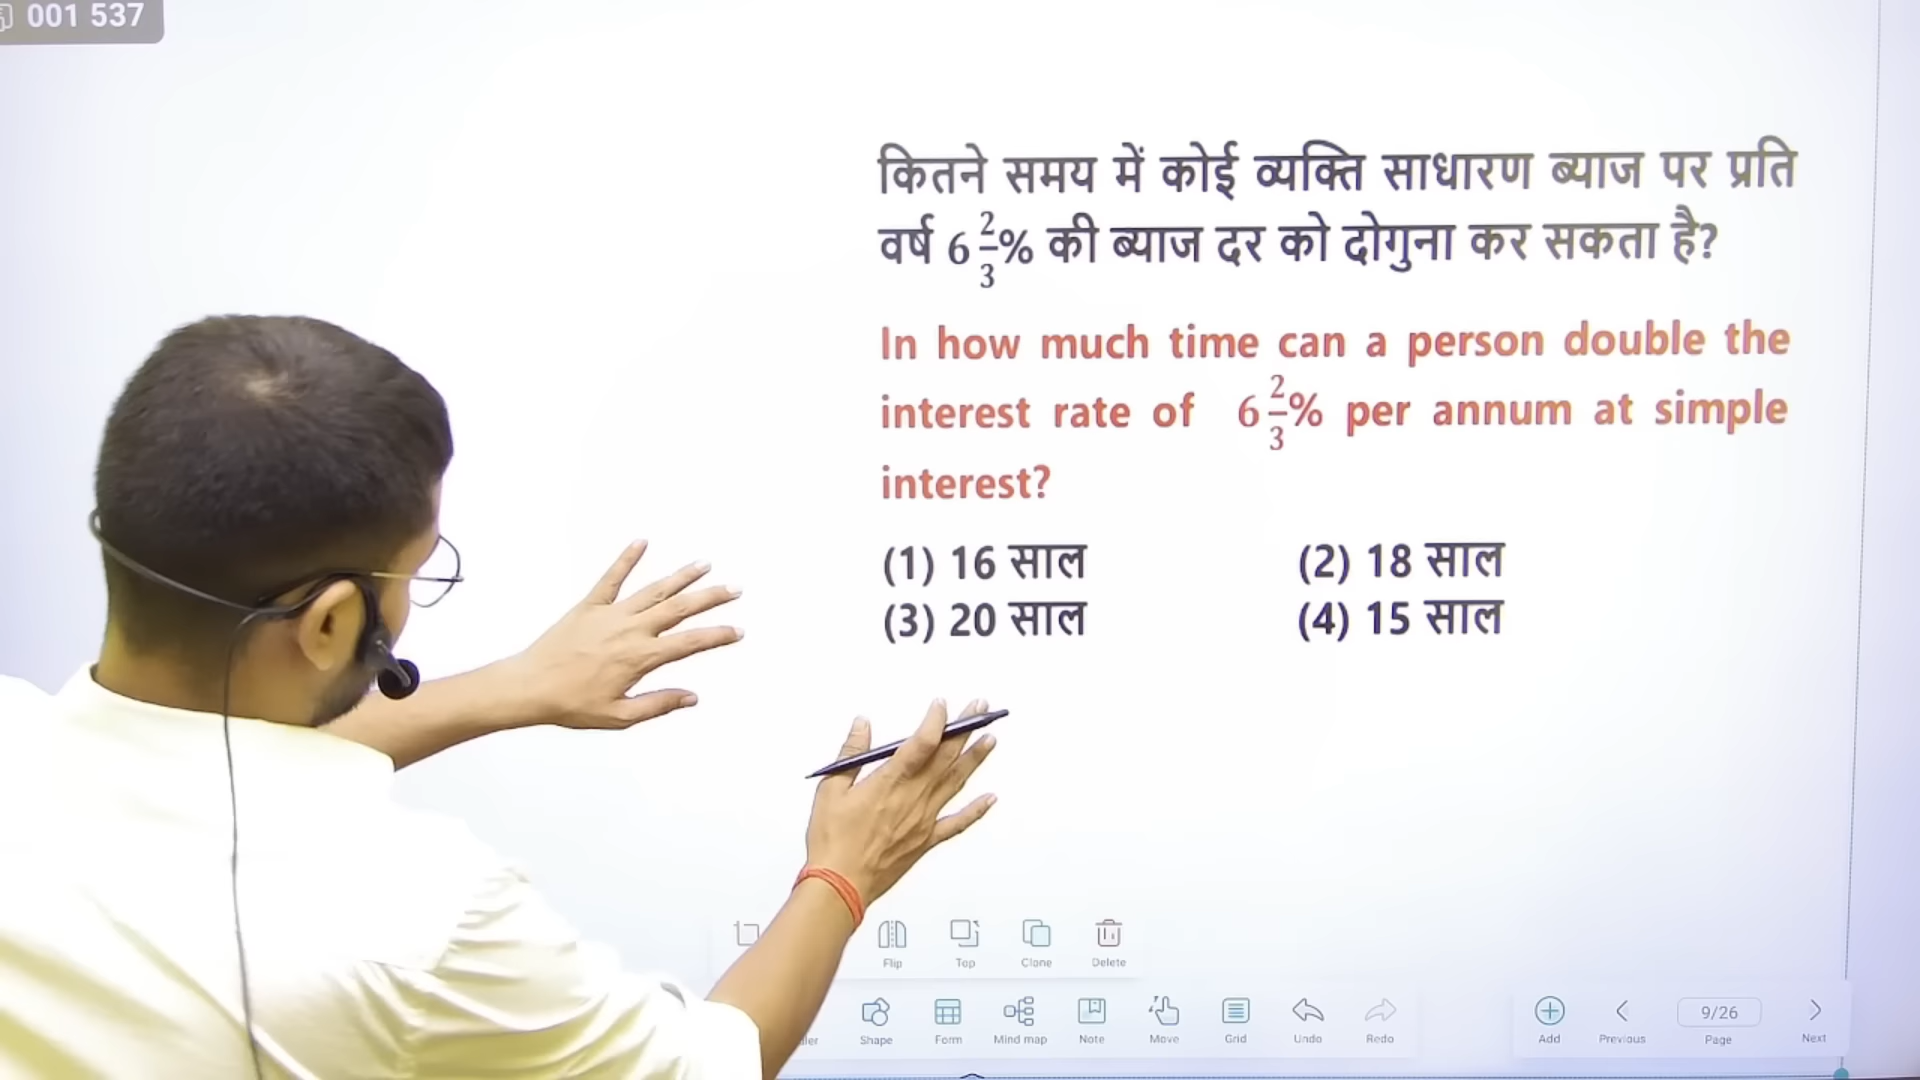 001 537
कितने समय में कोई व्यक्ति साधारण ब्याज पर प्रति
वर्ष 6 2/3% की ब्याज दर को दोगुना कर सकता है?
In how much time can a person double the
interest rate of 6 2/3% per annum at simple
interest?
(1) 16 साल (2) 18 साल
(3) 20 साल (4) 15 साल
Flip Top Clone Delete
Shape Form Mind map Note Move Grid Undo Redo Add Previous 9/26 Page Next